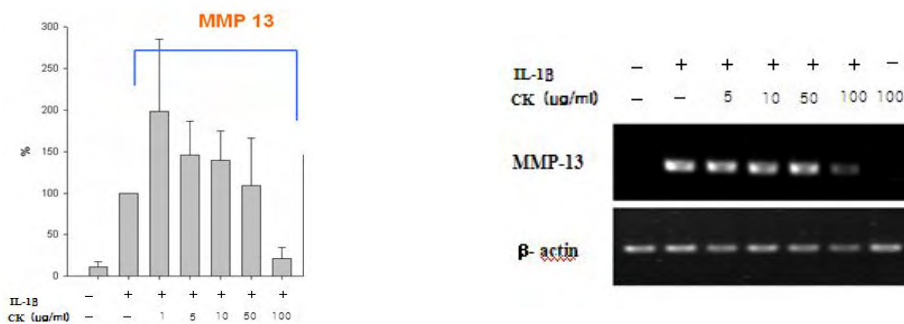 MMP 13
300
250
200
150
100
50
0
%
IL-1β − + + + + + +
CK (ug/ml) − − 1 5 10 50 100
IL-1β − + + + + + −
CK (ug/ml) − − 5 10 50 100 100
MMP-13
β- actin